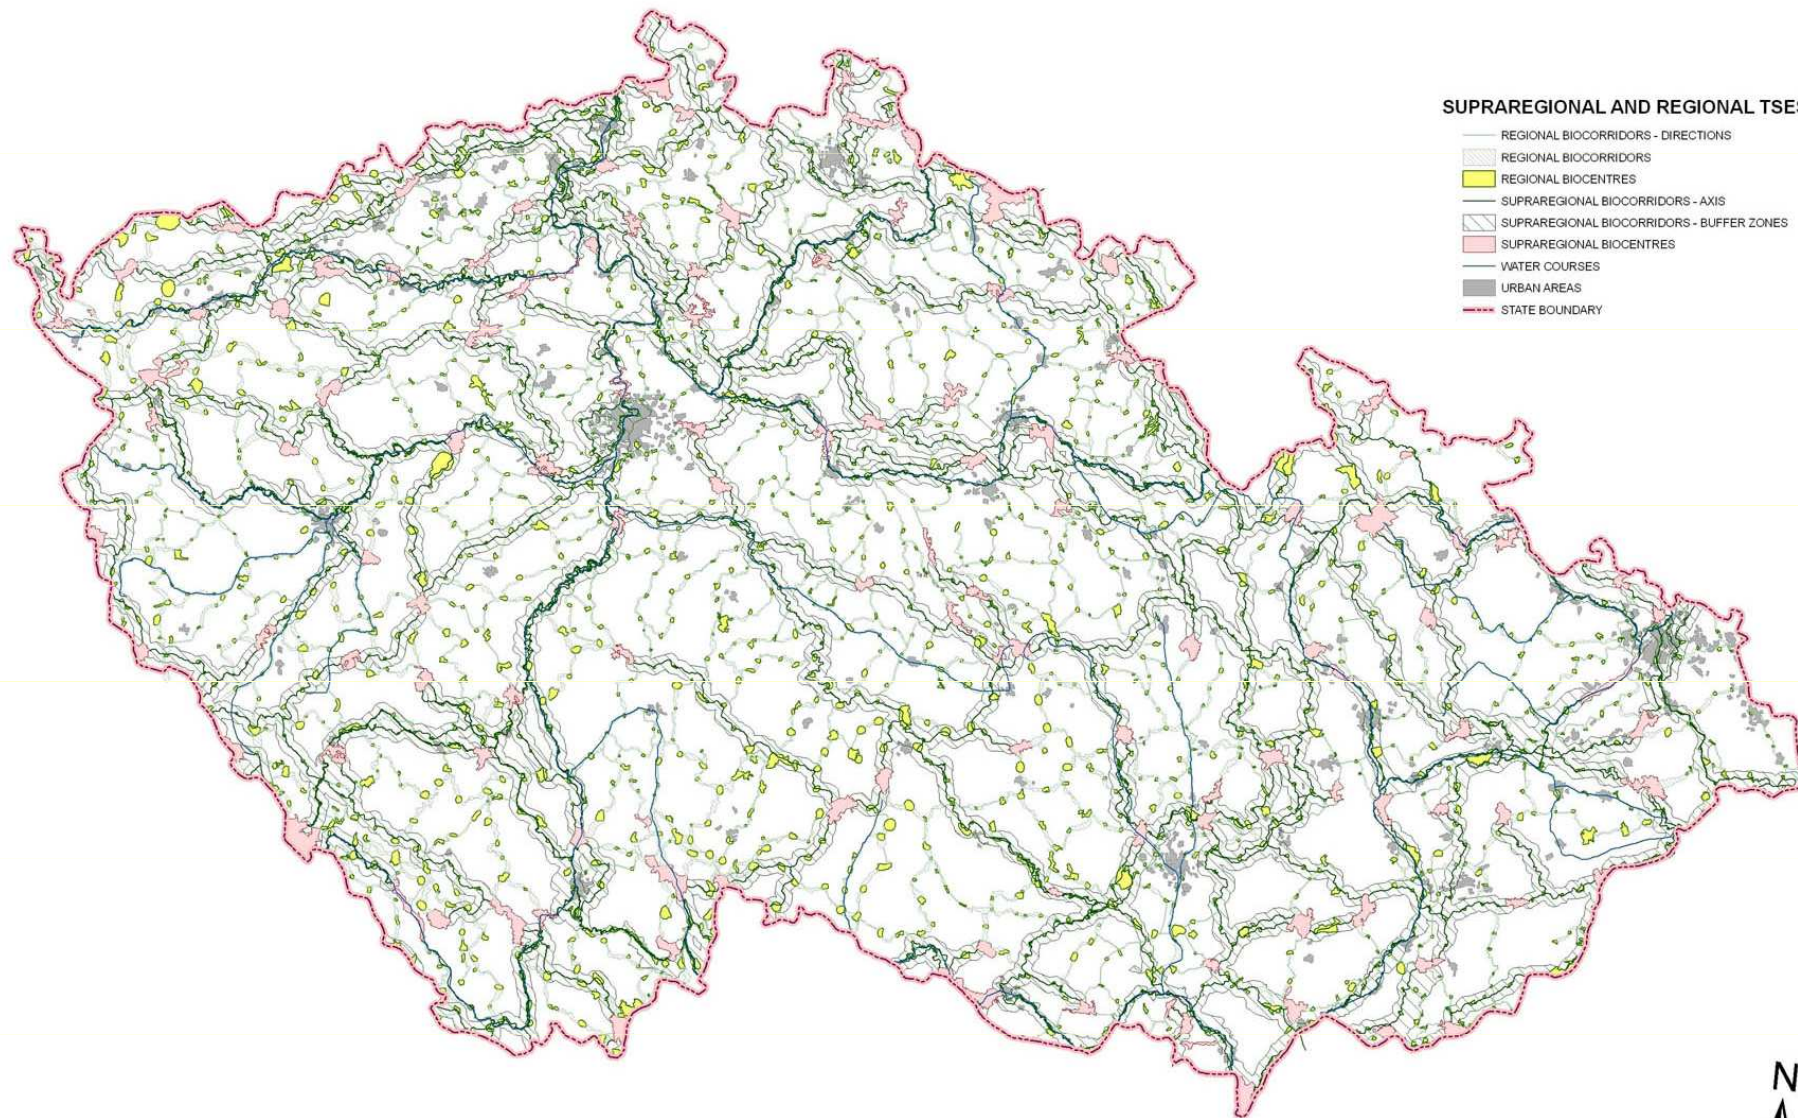 SUPRAREGIONAL AND REGIONAL TSES
REGIONAL BIOCORRIDORS - DIRECTIONS
REGIONAL BIOCORRIDORS
REGIONAL BIOCENTRES
SUPRAREGIONAL BIOCORRIDORS - AXIS
SUPRAREGIONAL BIOCORRIDORS - BUFFER ZONES
SUPRAREGIONAL BIOCENTRES
WATER COURSES
URBAN AREAS
STATE BOUNDARY
N